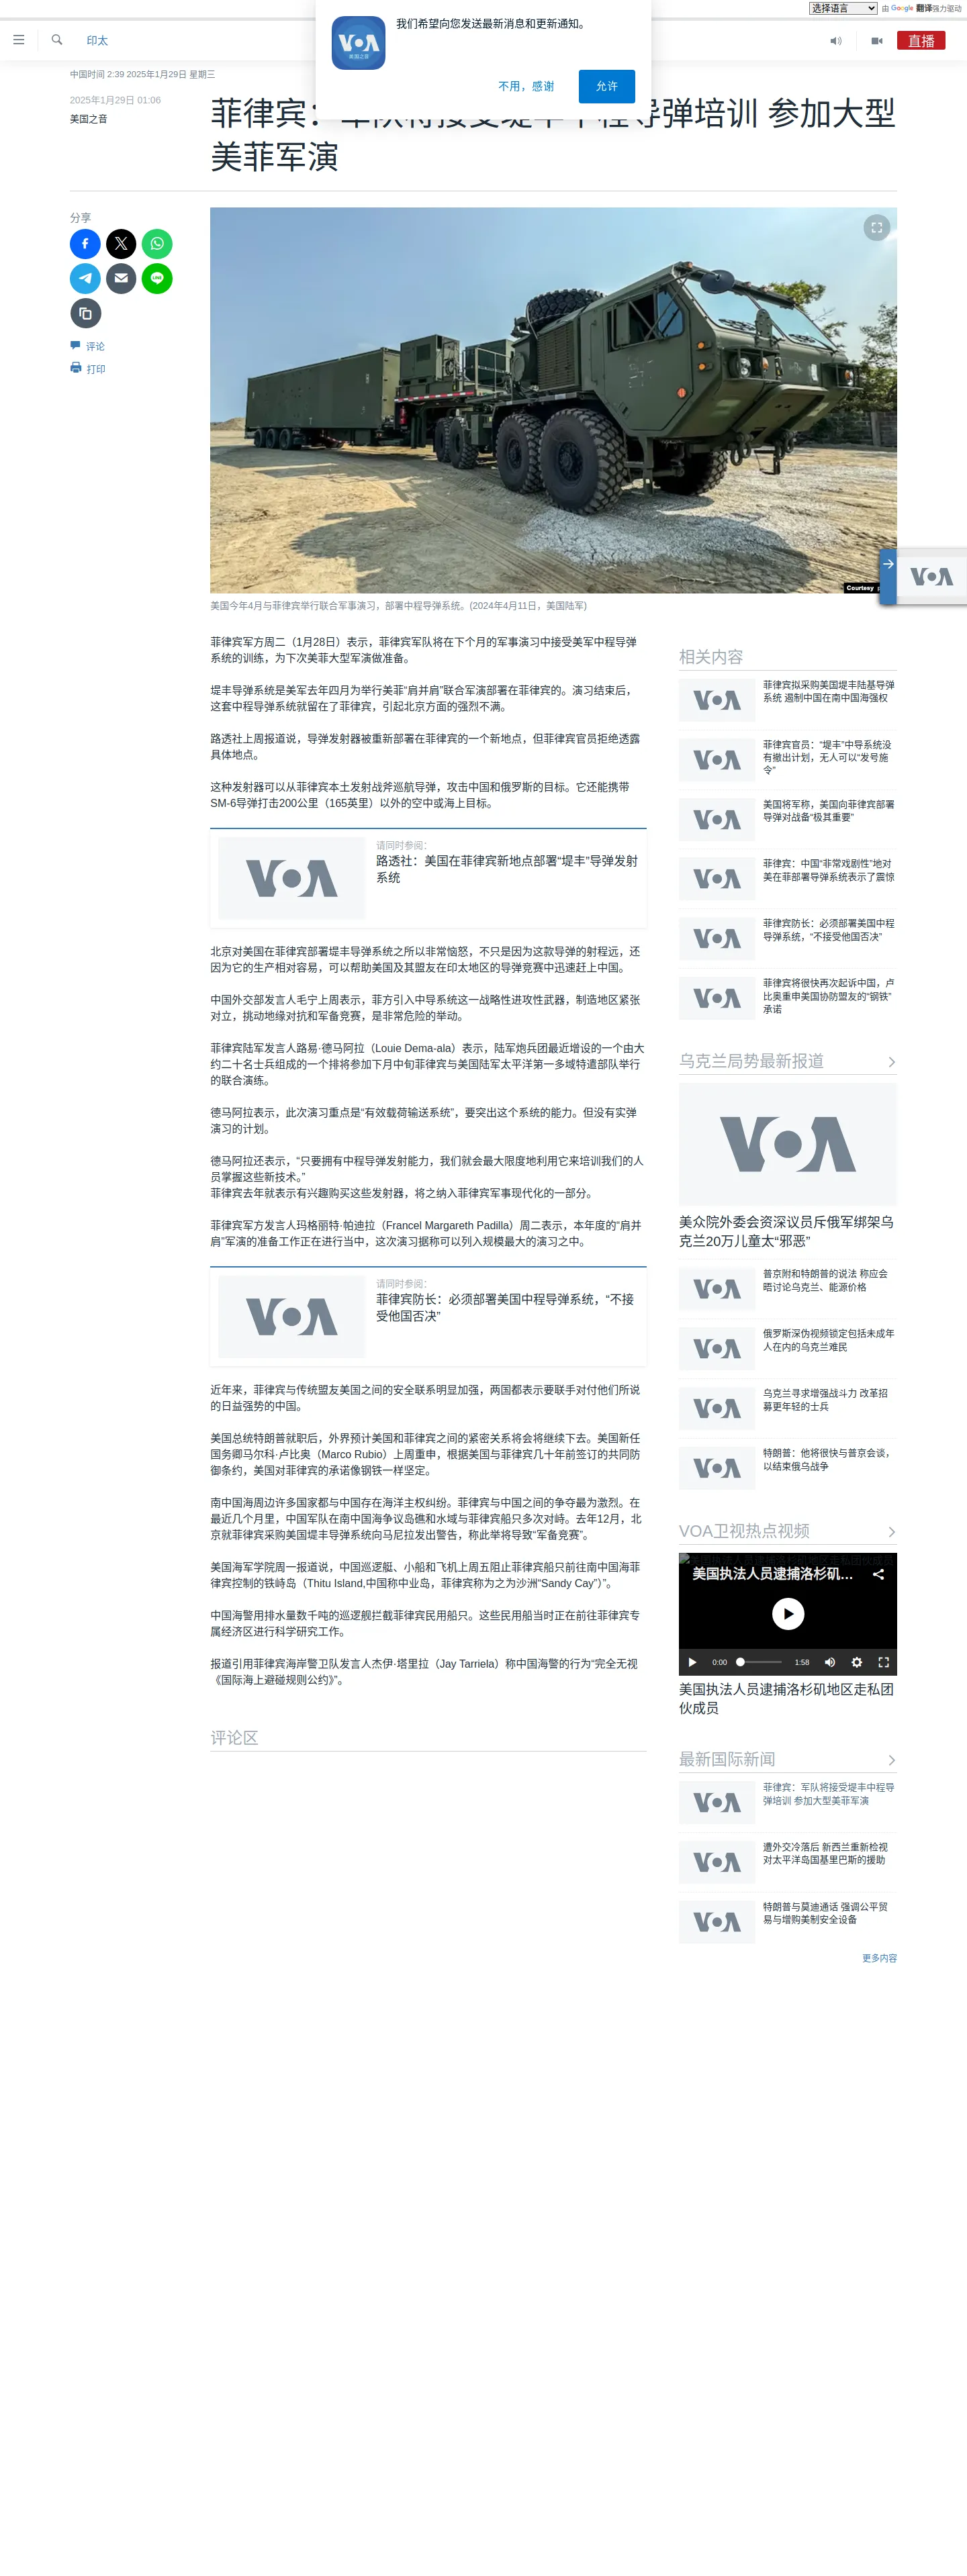 选择语言
由 Google 翻译强力驱动
我们希望向您发送最新消息和更新通知。
VOA
美国之音
不用，感谢
允许
印太
直播
中国时间 2:39 2025年1月29日 星期三
2025年1月29日 01:06
美国之音
菲律宾：军队将接受堤丰中程导弹培训 参加大型
美菲军演
分享
LINE
评论
打印
Courtesy
VOA
美国今年4月与菲律宾举行联合军事演习，部署中程导弹系统。(2024年4月11日，美国陆军)
菲律宾军方周二（1月28日）表示，菲律宾军队将在下个月的军事演习中接受美军中程导弹
系统的训练，为下次美菲大型军演做准备。
堤丰导弹系统是美军去年四月为举行美菲“肩并肩”联合军演部署在菲律宾的。演习结束后，
这套中程导弹系统就留在了菲律宾，引起北京方面的强烈不满。
路透社上周报道说，导弹发射器被重新部署在菲律宾的一个新地点，但菲律宾官员拒绝透露
具体地点。
这种发射器可以从菲律宾本土发射战斧巡航导弹，攻击中国和俄罗斯的目标。它还能携带
SM-6导弹打击200公里（165英里）以外的空中或海上目标。
VOA
请同时参阅：
路透社：美国在菲律宾新地点部署“堤丰”导弹发射
系统
北京对美国在菲律宾部署堤丰导弹系统之所以非常恼怒，不只是因为这款导弹的射程远，还
因为它的生产相对容易，可以帮助美国及其盟友在印太地区的导弹竞赛中迅速赶上中国。
中国外交部发言人毛宁上周表示，菲方引入中导系统这一战略性进攻性武器，制造地区紧张
对立，挑动地缘对抗和军备竞赛，是非常危险的举动。
菲律宾陆军发言人路易·德马阿拉（Louie Dema-ala）表示，陆军炮兵团最近增设的一个由大
约二十名士兵组成的一个排将参加下月中旬菲律宾与美国陆军太平洋第一多域特遣部队举行
的联合演练。
德马阿拉表示，此次演习重点是“有效载荷输送系统”，要突出这个系统的能力。但没有实弹
演习的计划。
德马阿拉还表示，“只要拥有中程导弹发射能力，我们就会最大限度地利用它来培训我们的人
员掌握这些新技术。”
菲律宾去年就表示有兴趣购买这些发射器，将之纳入菲律宾军事现代化的一部分。
菲律宾军方发言人玛格丽特·帕迪拉（Francel Margareth Padilla）周二表示，本年度的“肩并
肩”军演的准备工作正在进行当中，这次演习据称可以列入规模最大的演习之中。
VOA
请同时参阅：
菲律宾防长：必须部署美国中程导弹系统，“不接
受他国否决”
近年来，菲律宾与传统盟友美国之间的安全联系明显加强，两国都表示要联手对付他们所说
的日益强势的中国。
美国总统特朗普就职后，外界预计美国和菲律宾之间的紧密关系将会将继续下去。美国新任
国务卿马尔科·卢比奥（Marco Rubio）上周重申，根据美国与菲律宾几十年前签订的共同防
御条约，美国对菲律宾的承诺像钢铁一样坚定。
南中国海周边许多国家都与中国存在海洋主权纠纷。菲律宾与中国之间的争夺最为激烈。在
最近几个月里，中国军队在南中国海争议岛礁和水域与菲律宾船只多次对峙。去年12月，北
京就菲律宾采购美国堤丰导弹系统向马尼拉发出警告，称此举将导致“军备竞赛”。
美国海军学院周一报道说，中国巡逻艇、小船和飞机上周五阻止菲律宾船只前往南中国海菲
律宾控制的铁峙岛（Thitu Island,中国称中业岛，菲律宾称为之为沙洲“Sandy Cay”）”。
中国海警用排水量数千吨的巡逻舰拦截菲律宾民用船只。这些民用船当时正在前往菲律宾专
属经济区进行科学研究工作。
报道引用菲律宾海岸警卫队发言人杰伊·塔里拉（Jay Tarriela）称中国海警的行为“完全无视
《国际海上避碰规则公约》”。
评论区
相关内容
VOA
菲律宾拟采购美国堤丰陆基导弹
系统 遏制中国在南中国海强权
VOA
菲律宾官员：“堤丰”中导系统没
有撤出计划，无人可以“发号施
令”
VOA
美国将军称，美国向菲律宾部署
导弹对战备“极其重要”
VOA
菲律宾：中国“非常戏剧性”地对
美在菲部署导弹系统表示了震惊
VOA
菲律宾防长：必须部署美国中程
导弹系统，“不接受他国否决”
VOA
菲律宾将很快再次起诉中国，卢
比奥重申美国协防盟友的“钢铁”
承诺
乌克兰局势最新报道
VOA
美众院外委会资深议员斥俄军绑架乌
克兰20万儿童太“邪恶”
VOA
普京附和特朗普的说法 称应会
晤讨论乌克兰、能源价格
VOA
俄罗斯深伪视频锁定包括未成年
人在内的乌克兰难民
VOA
乌克兰寻求增强战斗力 改革招
募更年轻的士兵
VOA
特朗普：他将很快与普京会谈，
以结束俄乌战争
VOA卫视热点视频
美国执法人员逮捕洛杉矶地区走私团伙成员
美国执法人员逮捕洛杉矶…
0:00
1:58
美国执法人员逮捕洛杉矶地区走私团
伙成员
最新国际新闻
VOA
菲律宾：军队将接受堤丰中程导
弹培训 参加大型美菲军演
VOA
遭外交冷落后 新西兰重新检视
对太平洋岛国基里巴斯的援助
VOA
特朗普与莫迪通话 强调公平贸
易与增购美制安全设备
更多内容